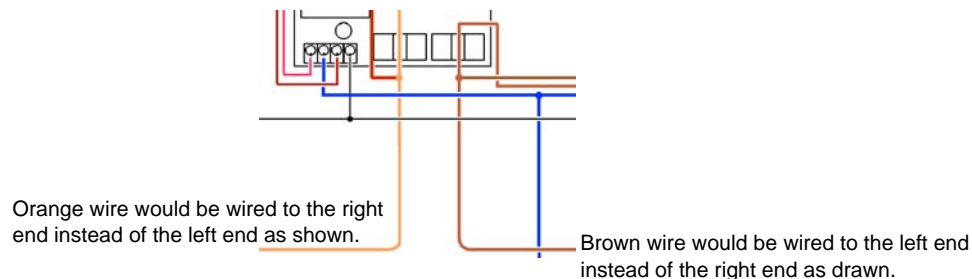 Orange wire would be wired to the right
end instead of the left end as shown.
Brown wire would be wired to the left end
instead of the right end as drawn.